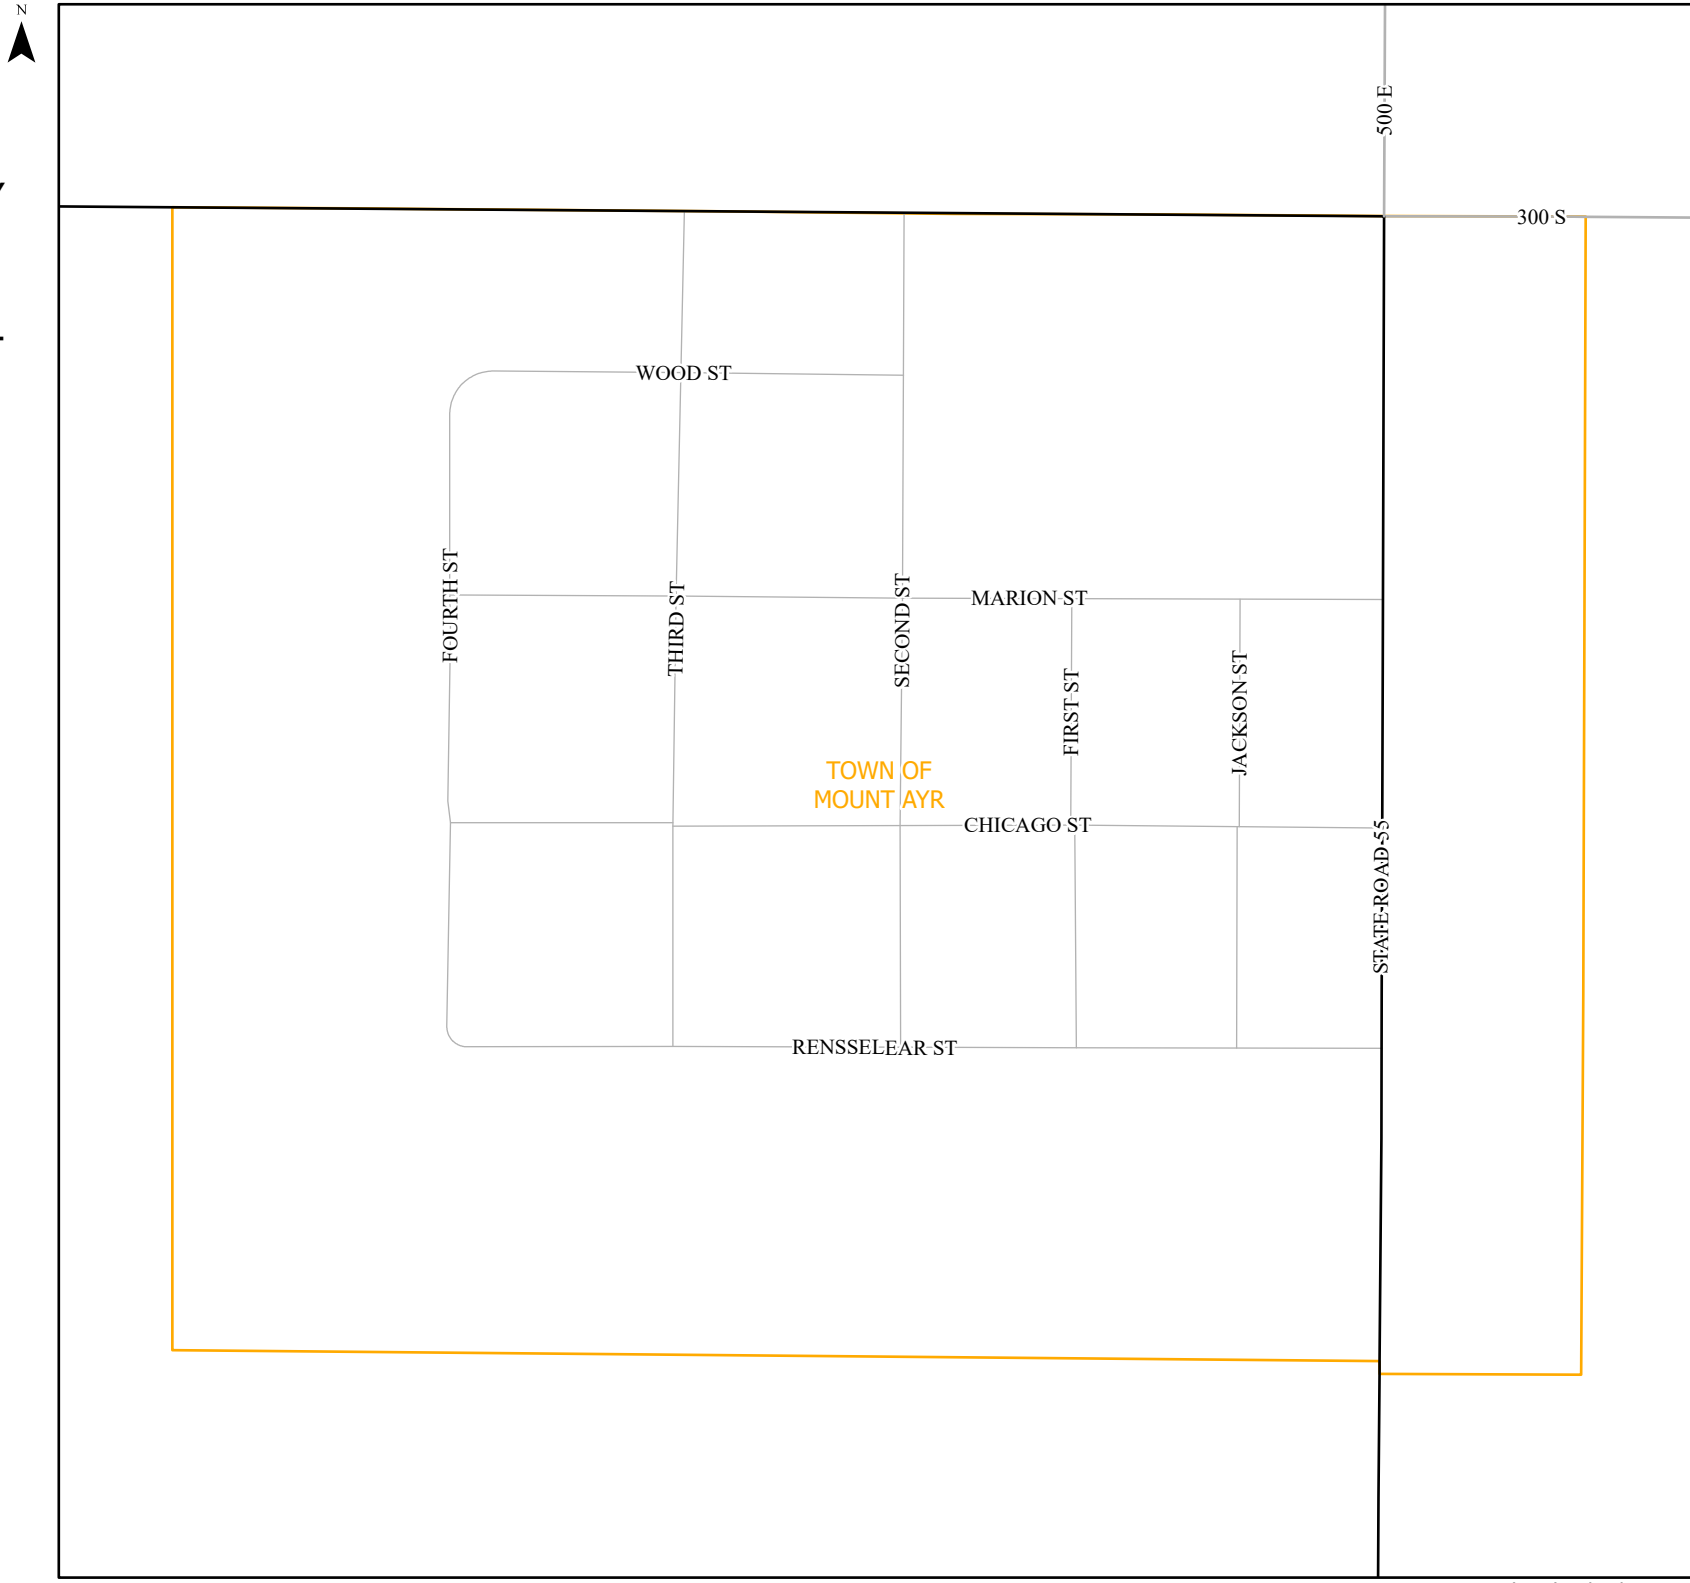 N
500 E
300 S
WOOD ST
FOURTH ST
THIRD ST
SECOND ST
MARION ST
FIRST ST
JACKSON ST
TOWN OF
MOUNT AYR
CHICAGO ST
STATE ROAD 55
RENSSELEAR ST